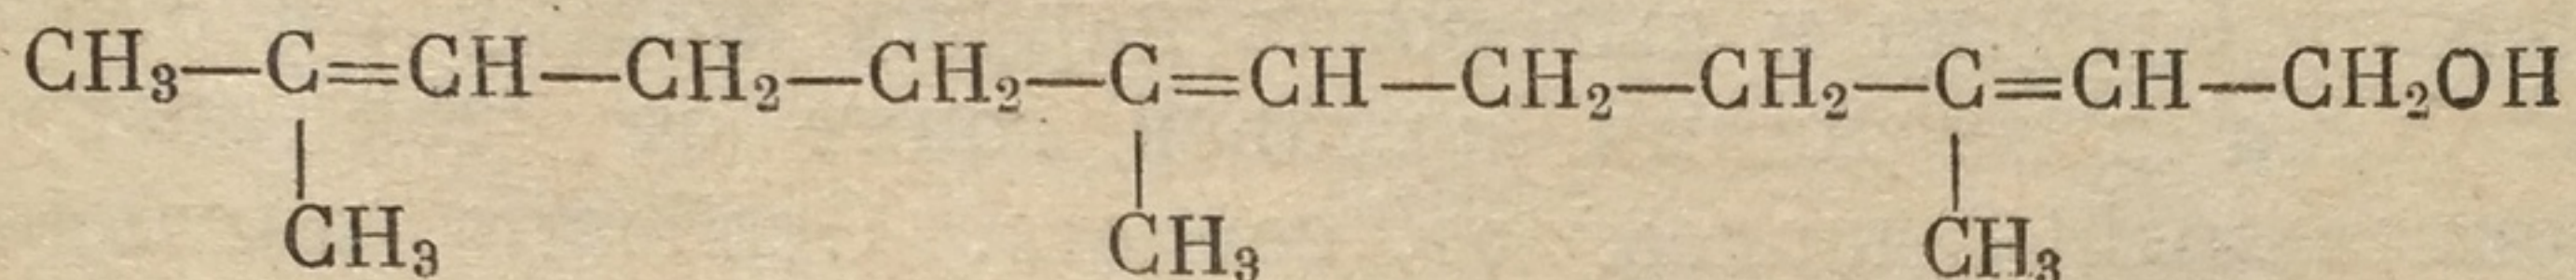 CH₃—C=CH—CH₂—CH₂—C=CH—CH₂—CH₂—C=CH—CH₂OH
CH₃ CH₃ CH₃